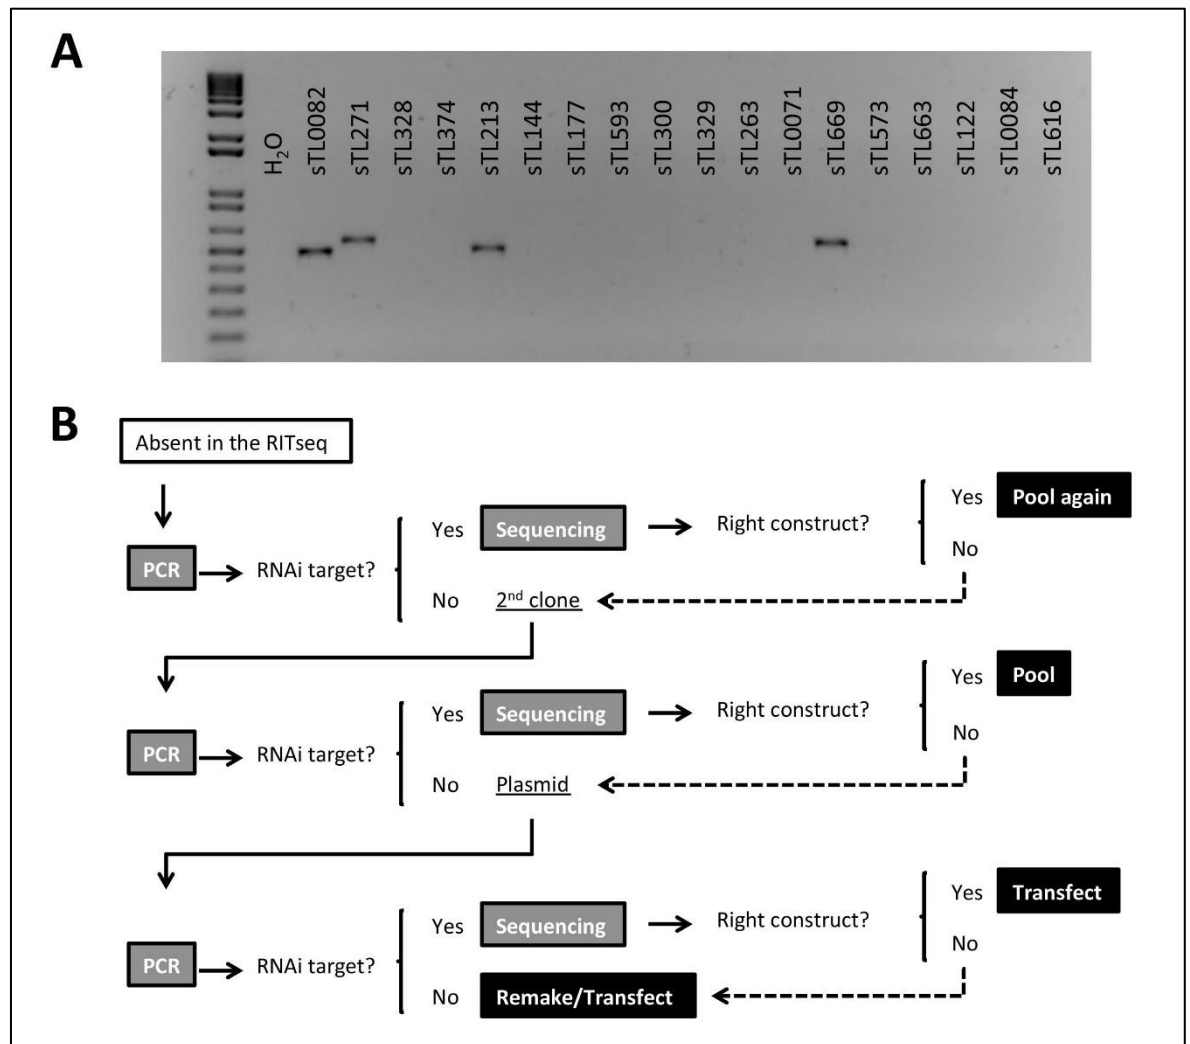 A
H₂O
sTL0082
sTL271
sTL328
sTL374
sTL213
sTL144
sTL177
sTL593
sTL300
sTL329
sTL263
sTL0071
sTL669
sTL573
sTL663
sTL122
sTL0084
sTL616
B
Absent in the RITseq
PCR
RNAi target?
Yes
Sequencing
Right construct?
Yes
Pool again
No
No
2nd clone
PCR
RNAi target?
Yes
Sequencing
Right construct?
Yes
Pool
No
No
Plasmid
PCR
RNAi target?
Yes
Sequencing
Right construct?
Yes
Transfect
No
No
Remake/Transfect